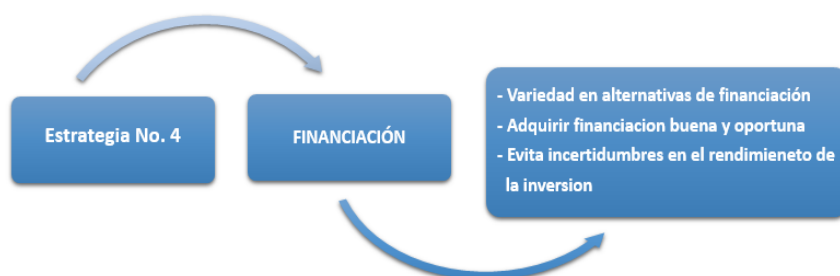 Estrategia No. 4
FINANCIACIÓN
- Variedad en alternativas de financiación
- Adquirir financiacion buena y oportuna
- Evita incertidumbres en el rendimieneto de
la inversion